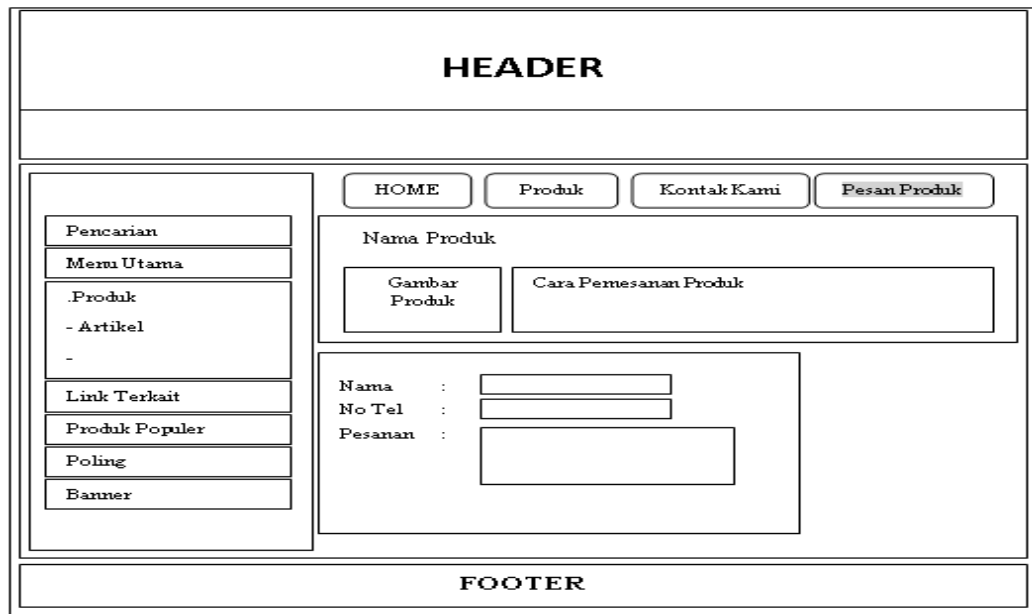 HEADER
HOME
Produk
Kontak Kami
Pesan Produk
Pencarian
Menu Utama
.Produk
- Artikel
-
Link Terkait
Produk Populer
Poling
Banner
Nama Produk
Gambar
Produk
Cara Pemesanan Produk
Nama :
No Tel :
Pesanan :
FOOTER